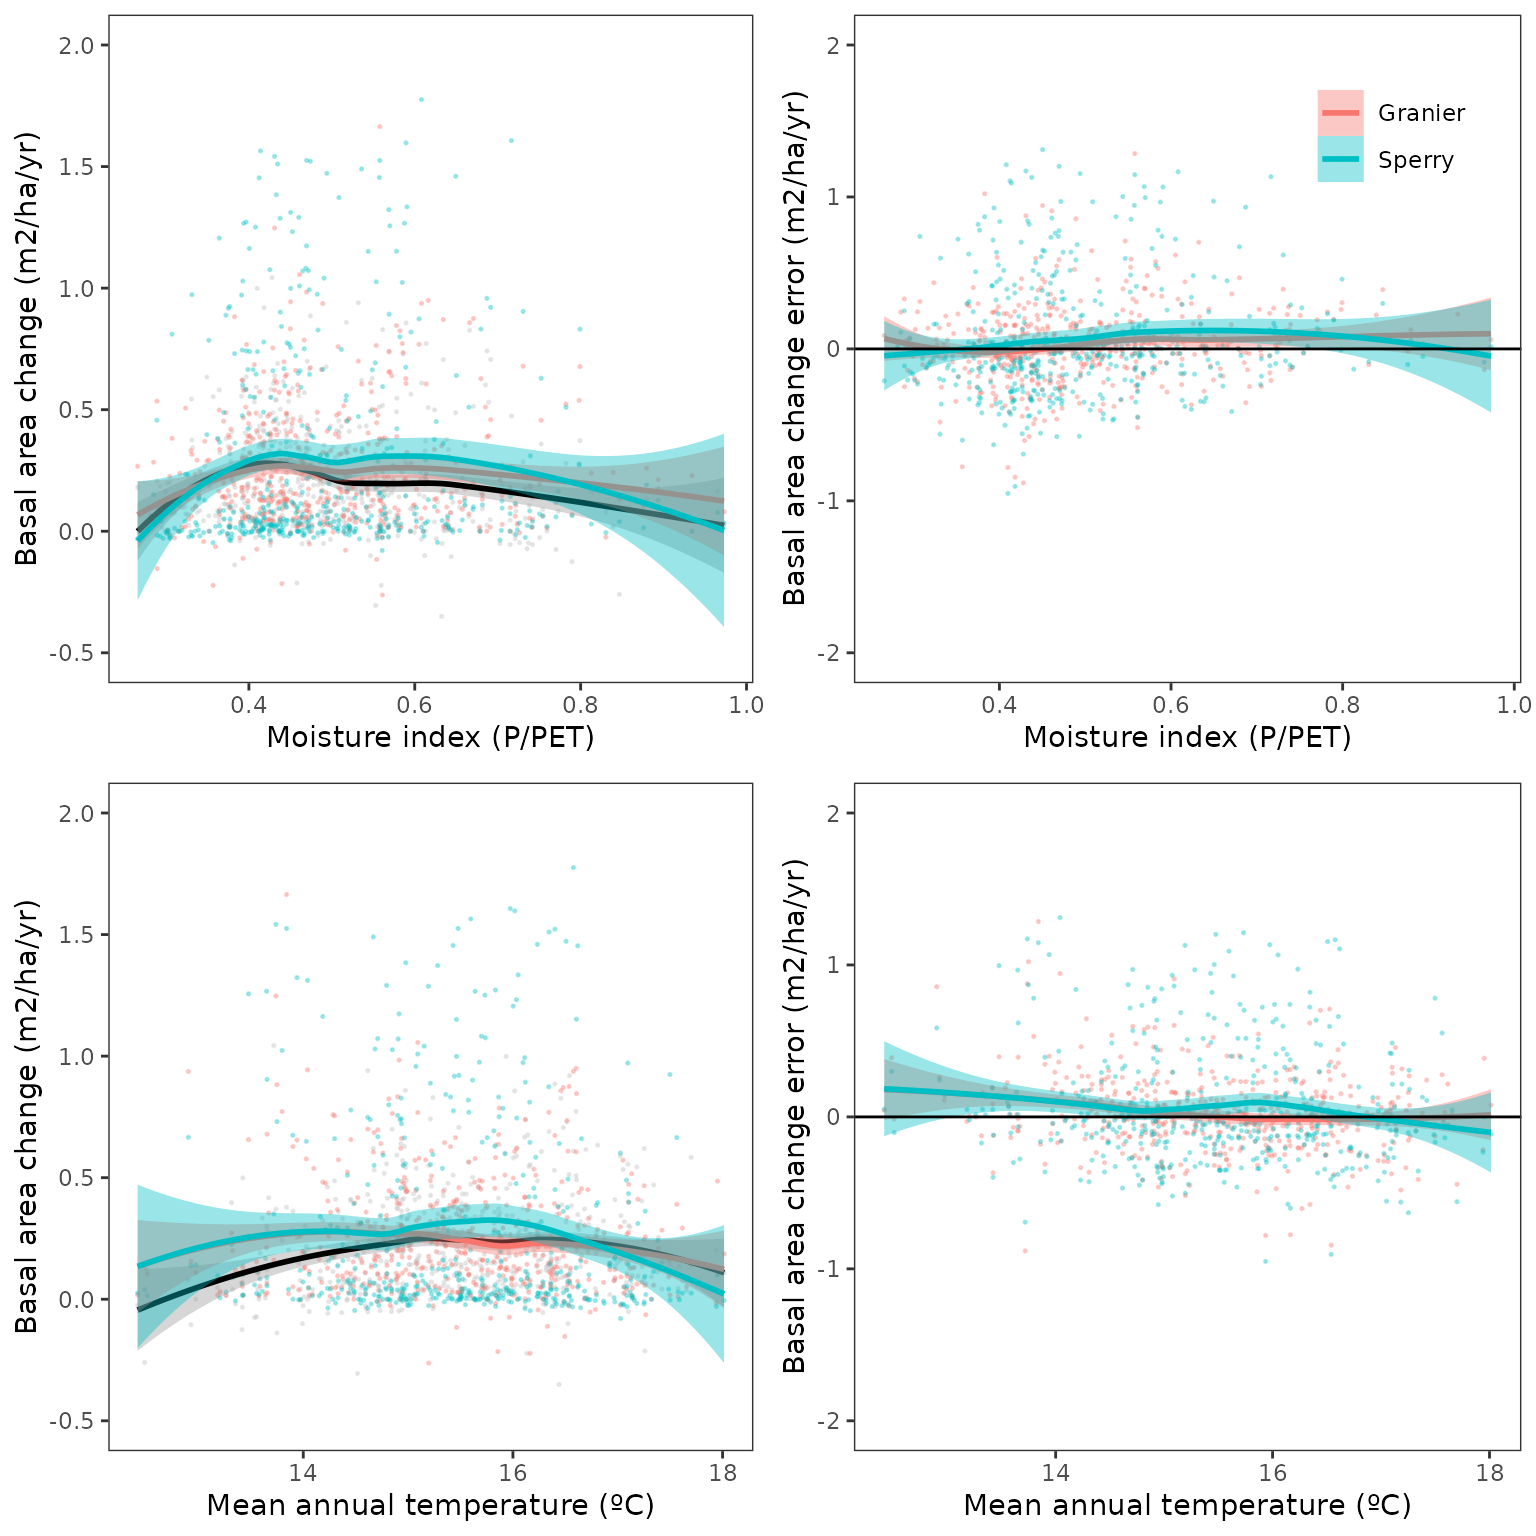 2.0
1.5
1.0
0.5
0.0
-0.5
Basal area change (m2/ha/yr)
0.4 0.6 0.8 1.0
Moisture index (P/PET)
2
1
0
-1
-2
Basal area change error (m2/ha/yr)
Granier
Sperry
0.4 0.6 0.8 1.0
Moisture index (P/PET)
2.0
1.5
1.0
0.5
0.0
-0.5
Basal area change (m2/ha/yr)
14 16 18
Mean annual temperature (ºC)
2
1
0
-1
-2
Basal area change error (m2/ha/yr)
14 16 18
Mean annual temperature (ºC)